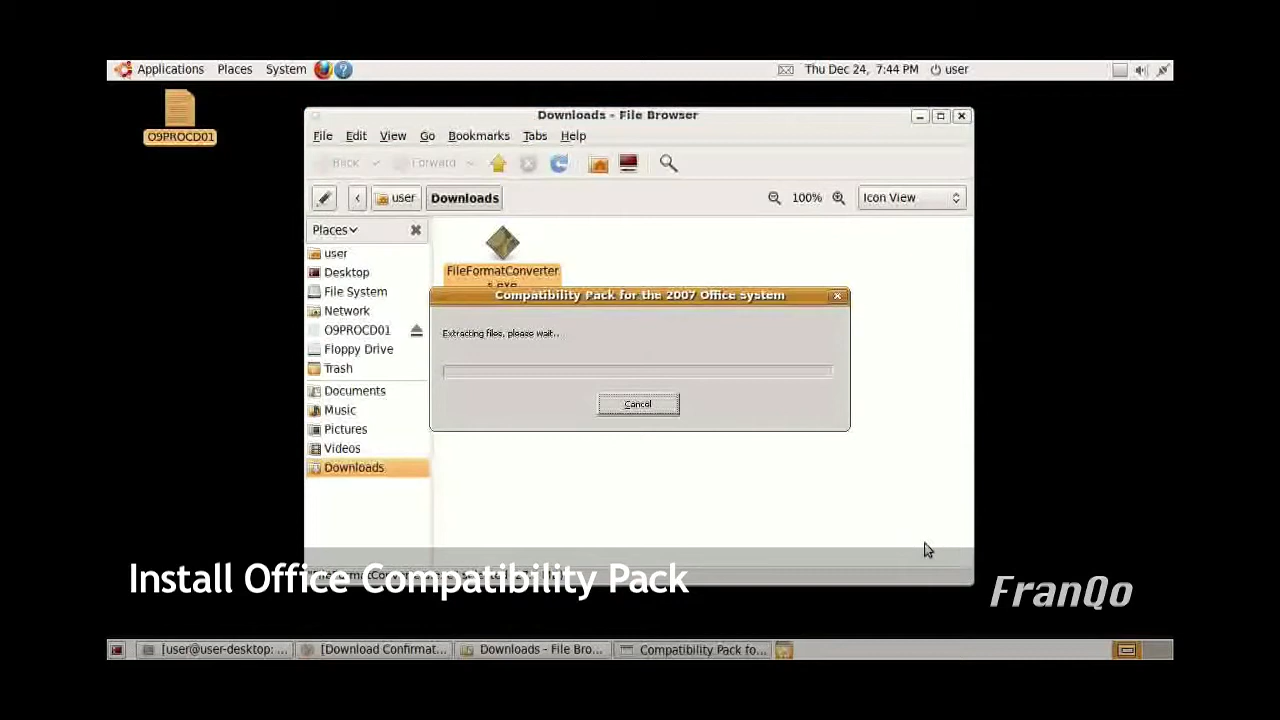 Applications Places System Thu Dec 24, 7:44 PM user
O9PROCD01
Downloads - File Browser
File Edit View Go Bookmarks Tabs Help
Back Forward
user Downloads 100% Icon View
Places
user
Desktop
File System
Network
O9PROCD01
Floppy Drive
Trash
Documents
Music
Pictures
Videos
Downloads
FileFormatConverter
s.exe
Compatibility Pack for the 2007 Office system
Extracting files, please wait..
Cancel
Install Office Compatibility Pack
FranQo
[user@user-desktop: ... [Download Confirmat... Downloads - File Bro... Compatibility Pack fo...